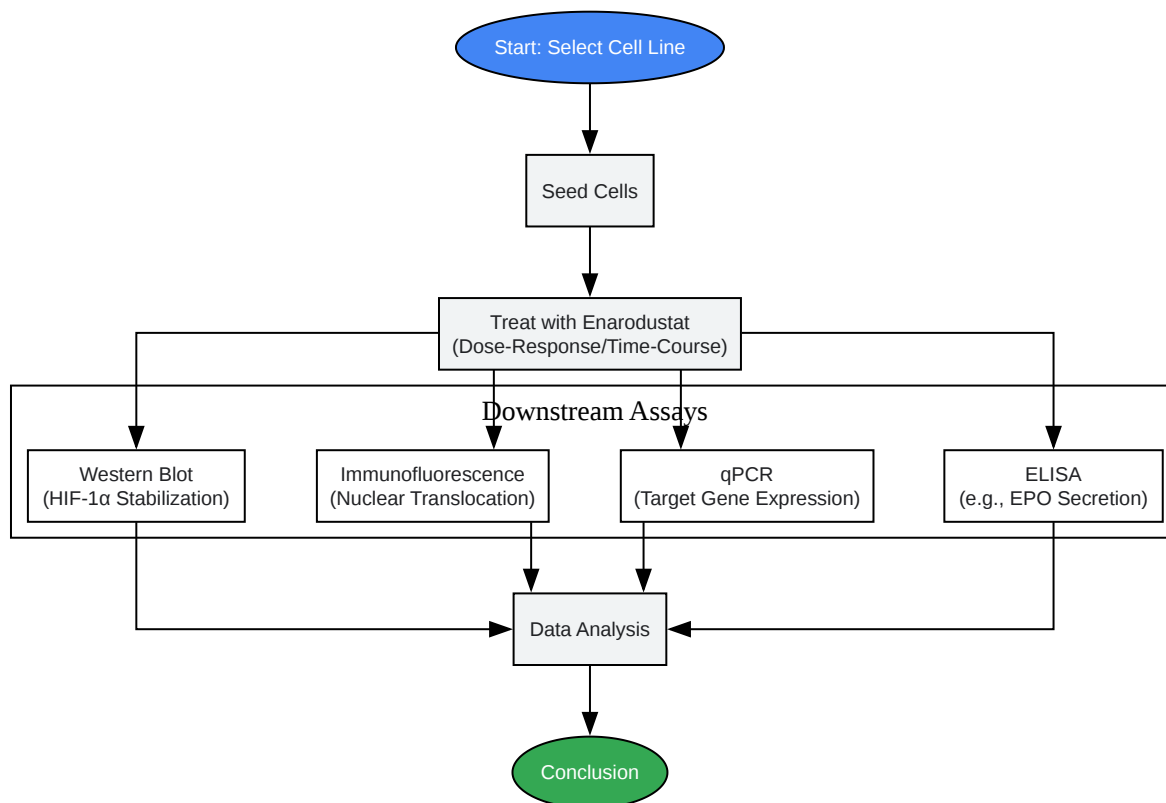 Start: Select Cell Line
Seed Cells
Treat with Enarodustat
(Dose-Response/Time-Course)
Downstream Assays
Western Blot
(HIF-1α Stabilization)
Immunofluorescence
(Nuclear Translocation)
qPCR
(Target Gene Expression)
ELISA
(e.g., EPO Secretion)
Data Analysis
Conclusion